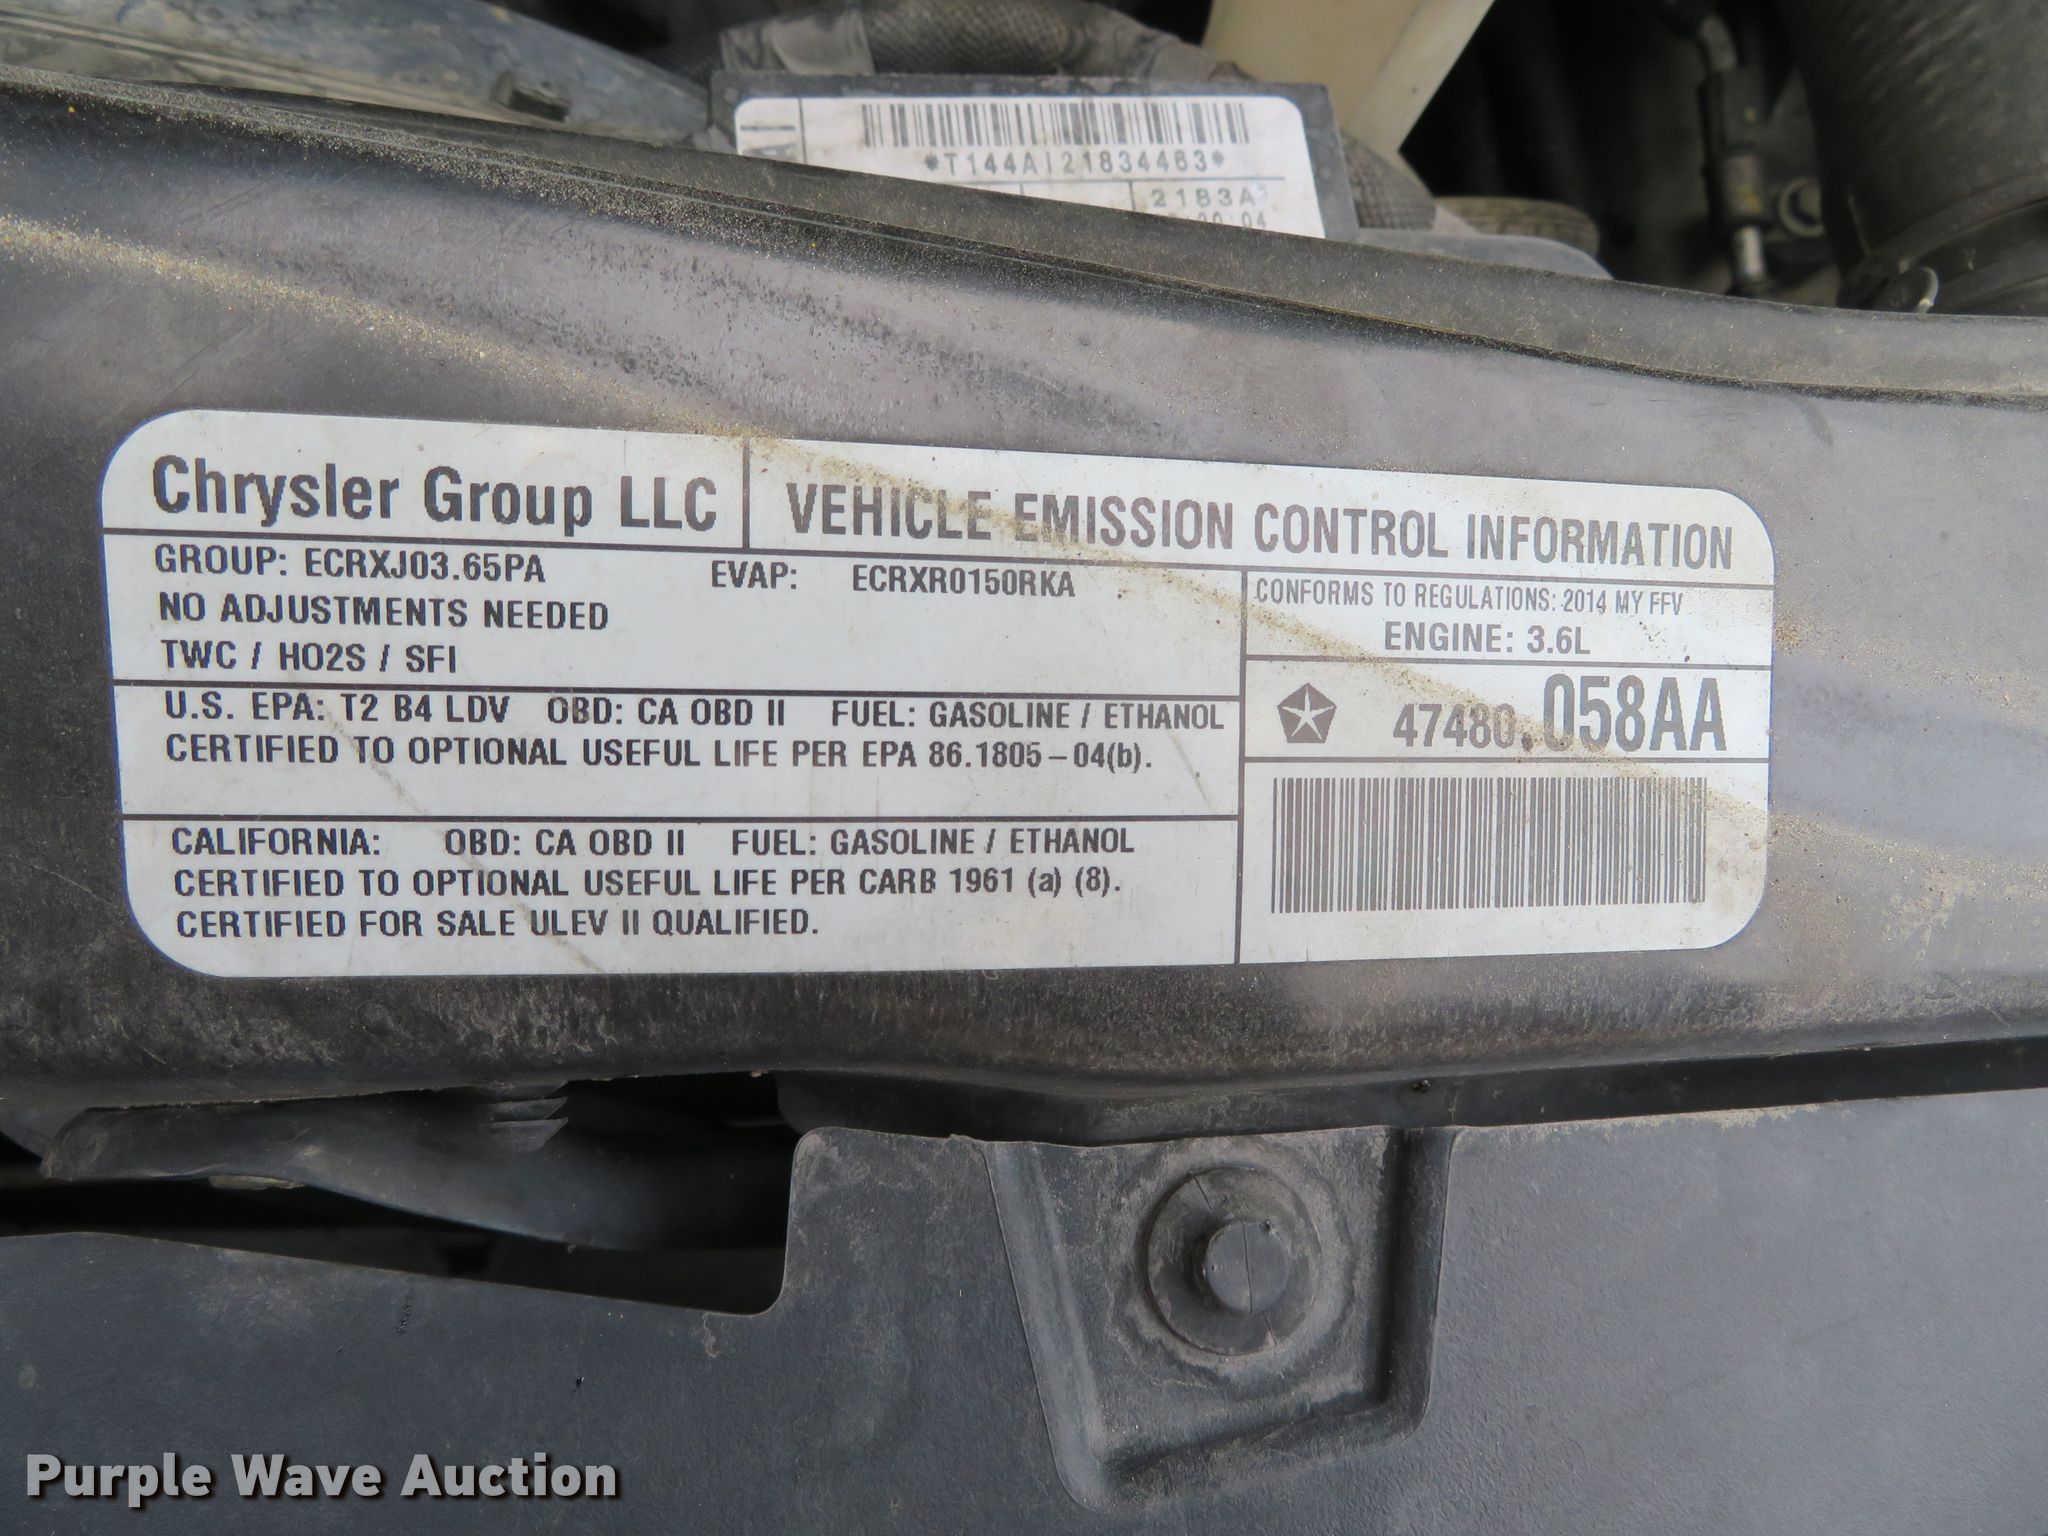 *T144AI21834463*
2183A
Chrysler Group LLC
VEHICLE EMISSION CONTROL INFORMATION
GROUP: ECRXJ03.65PA EVAP: ECRXR0150RKA
NO ADJUSTMENTS NEEDED
TWC / HO2S / SFI
CONFORMS TO REGULATIONS: 2014 MY FFV
ENGINE: 3.6L
47480.058AA
U.S. EPA: T2 B4 LDV OBD: CA OBD II FUEL: GASOLINE / ETHANOL
CERTIFIED TO OPTIONAL USEFUL LIFE PER EPA 86.1805-04(b).
CALIFORNIA: OBD: CA OBD II FUEL: GASOLINE / ETHANOL
CERTIFIED TO OPTIONAL USEFUL LIFE PER CARB 1961 (a) (8).
CERTIFIED FOR SALE ULEV II QUALIFIED.
Purple Wave Auction